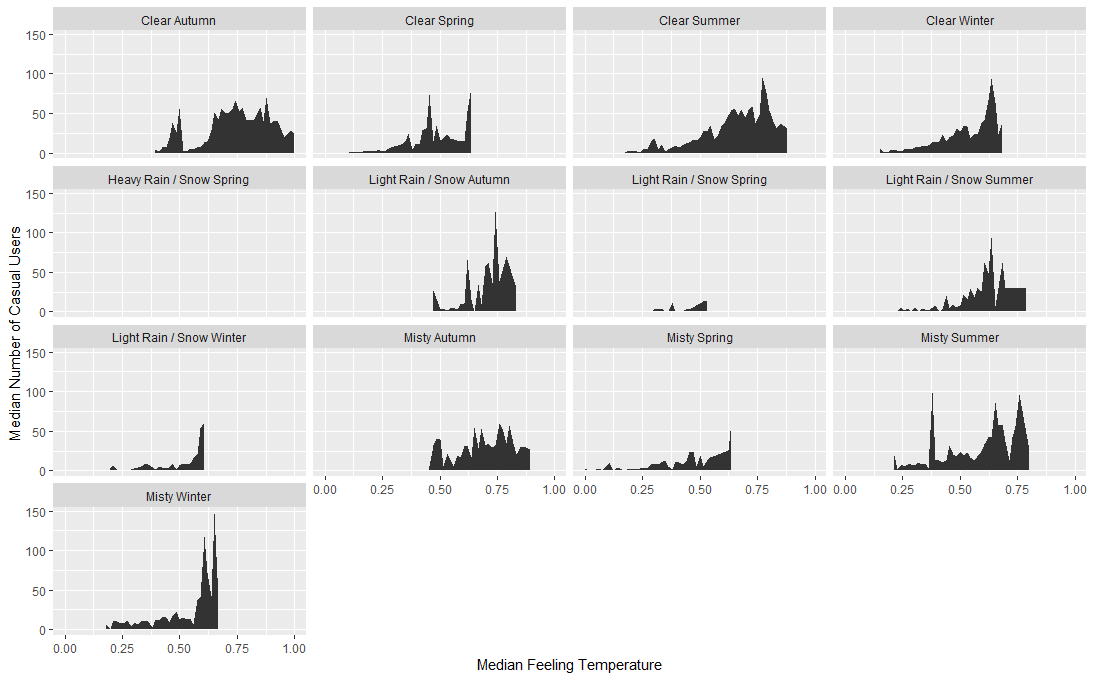 Clear Autumn Clear Spring Clear Summer Clear Winter
150
100
50
0
Heavy Rain / Snow Spring Light Rain / Snow Autumn Light Rain / Snow Spring Light Rain / Snow Summer
150
100
50
0
Median Number of Casual Users
Light Rain / Snow Winter Misty Autumn Misty Spring Misty Summer
150
100
50
0
0.00 0.25 0.50 0.75 1.00 0.00 0.25 0.50 0.75 1.00 0.00 0.25 0.50 0.75 1.00
Misty Winter
150
100
50
0
0.00 0.25 0.50 0.75 1.00
Median Feeling Temperature